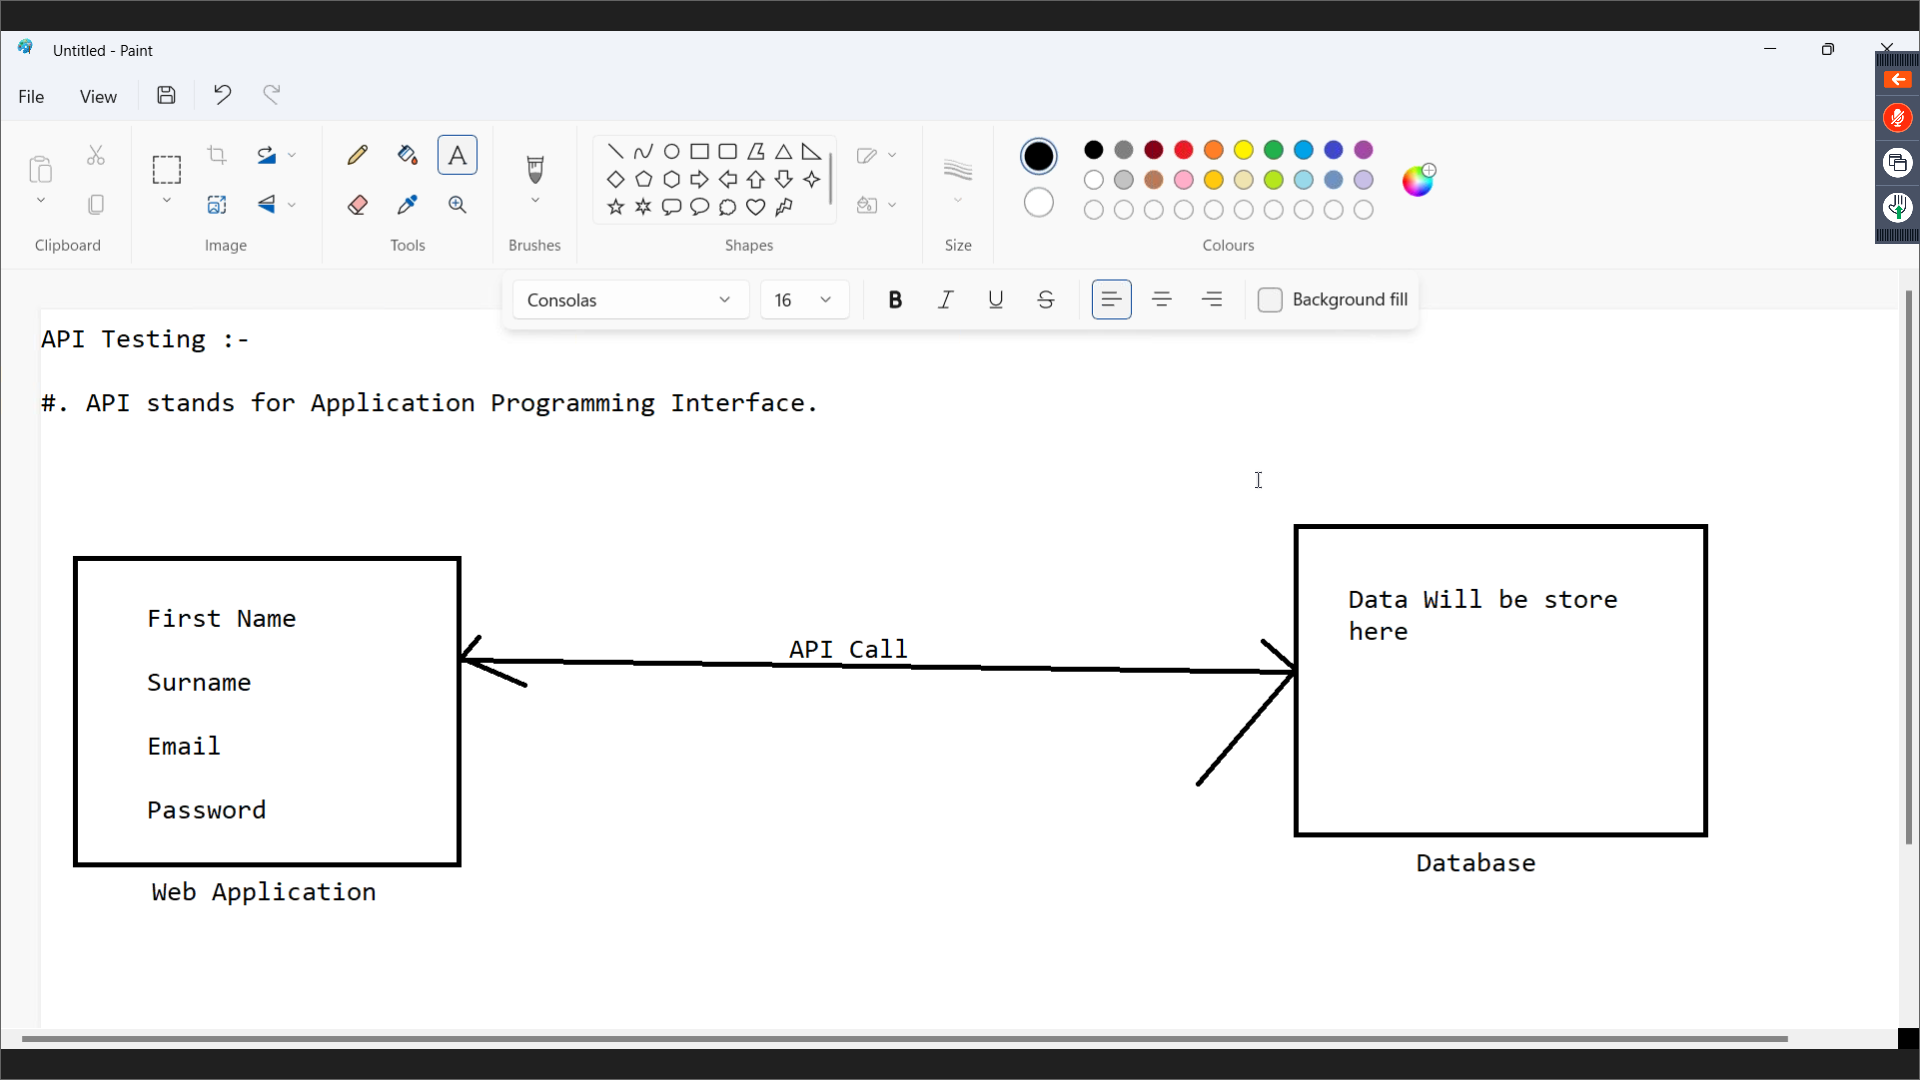 Untitled - Paint
File View
Clipboard Image Tools Brushes Shapes Size Colours
Consolas 16 B I U S Background fill
API Testing :-
#. API stands for Application Programming Interface.
First Name
Surname
Email
Password
Web Application
API Call
Data Will be store
here
Database